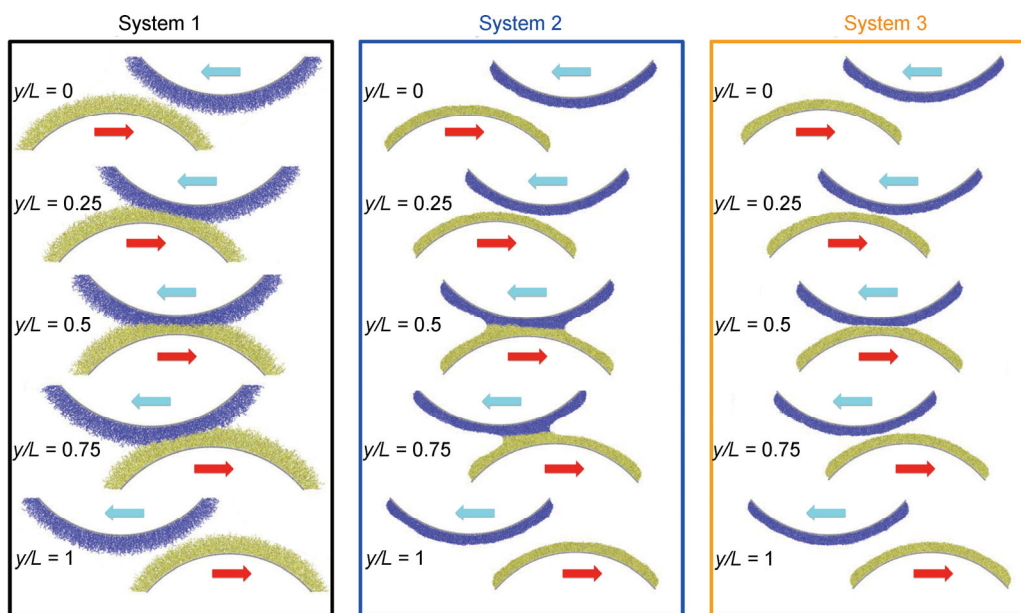 System 1
y/L = 0
y/L = 0.25
y/L = 0.5
y/L = 0.75
y/L = 1
System 2
y/L = 0
y/L = 0.25
y/L = 0.5
y/L = 0.75
y/L = 1
System 3
y/L = 0
y/L = 0.25
y/L = 0.5
y/L = 0.75
y/L = 1